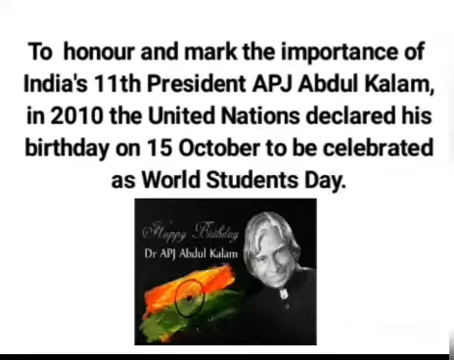 To honour and mark the importance of
India's 11th President APJ Abdul Kalam,
in 2010 the United Nations declared his
birthday on 15 October to be celebrated
as World Students Day.
Happy Birthday
Dr APJ Abdul Kalam